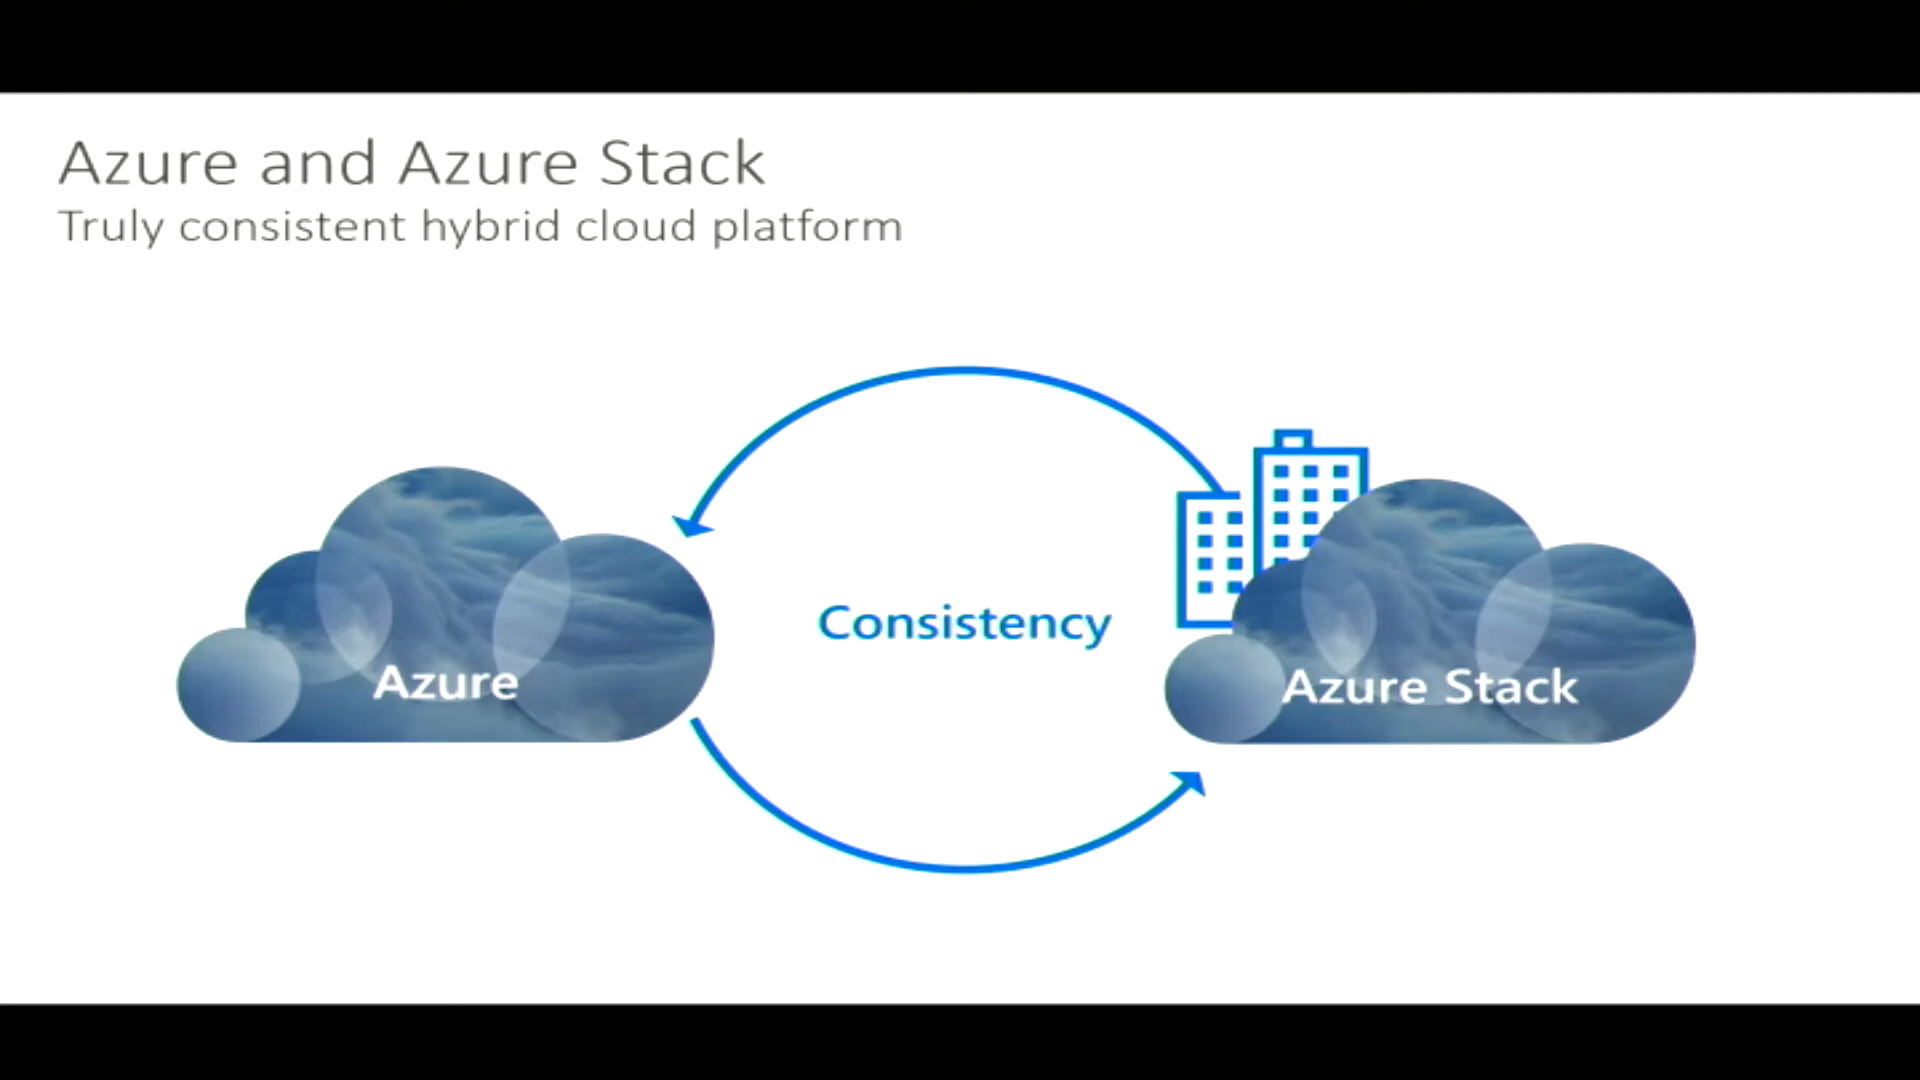 Azure and Azure Stack
Truly consistent hybrid cloud platform
Consistency
Azure
Azure Stack